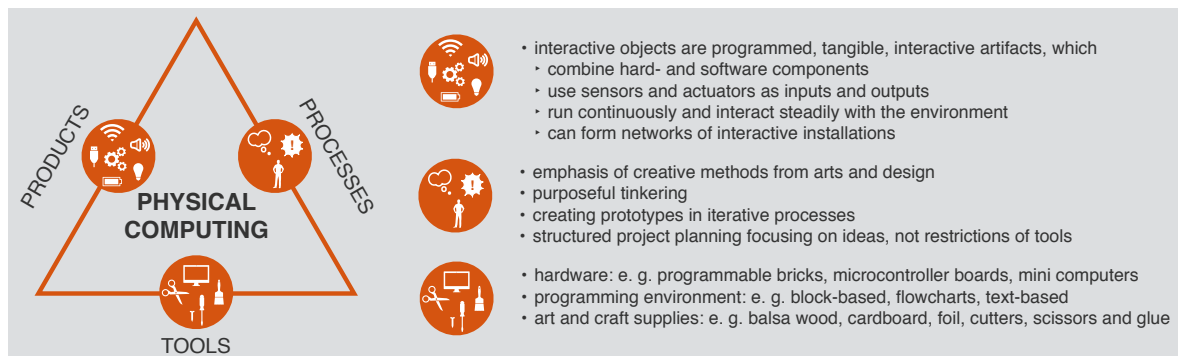 PRODUCTS
PROCESSES
PHYSICAL
COMPUTING
TOOLS
• interactive objects are programmed, tangible, interactive artifacts, which
‣ combine hard- and software components
‣ use sensors and actuators as inputs and outputs
‣ run continuously and interact steadily with the environment
‣ can form networks of interactive installations
• emphasis of creative methods from arts and design
• purposeful tinkering
• creating prototypes in iterative processes
• structured project planning focusing on ideas, not restrictions of tools
• hardware: e. g. programmable bricks, microcontroller boards, mini computers
• programming environment: e. g. block-based, flowcharts, text-based
• art and craft supplies: e. g. balsa wood, cardboard, foil, cutters, scissors and glue